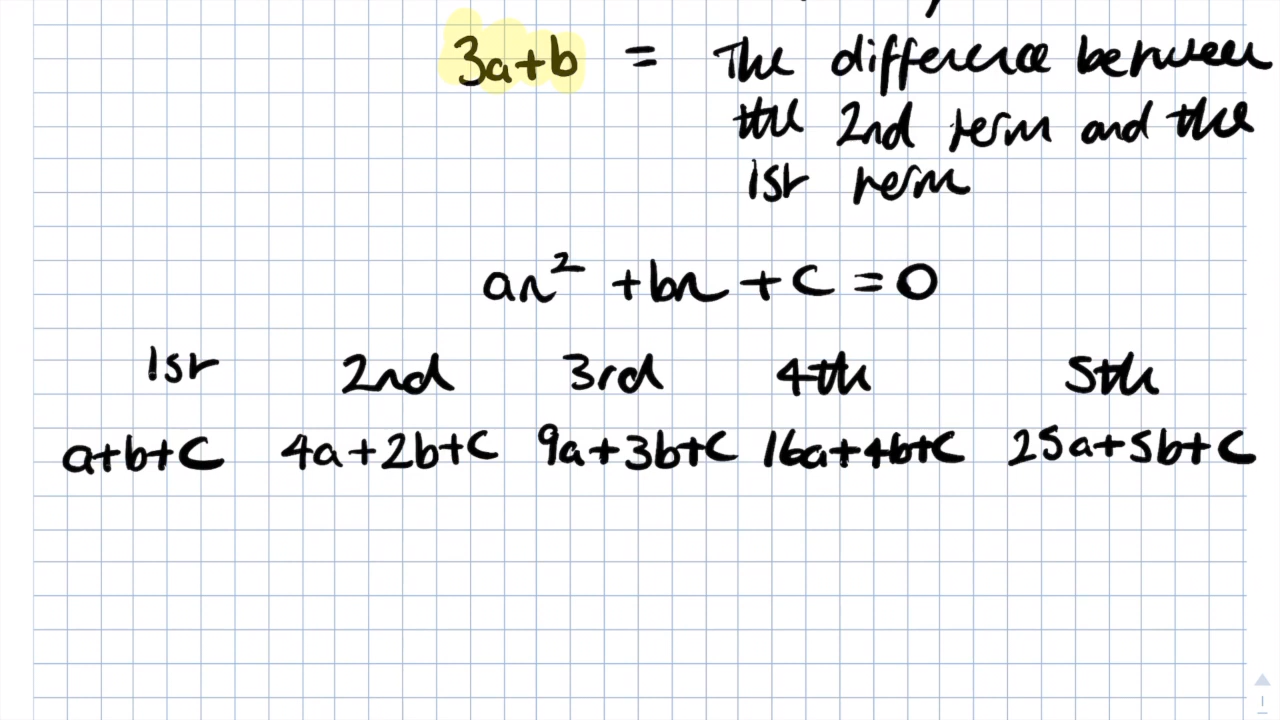 3a+b = The difference between
the 2nd term and the
1st term
an² + bn + c = 0
1st 2nd 3rd 4th 5th
a+b+c 4a+2b+c 9a+3b+c 16a+4b+c 25a+5b+c